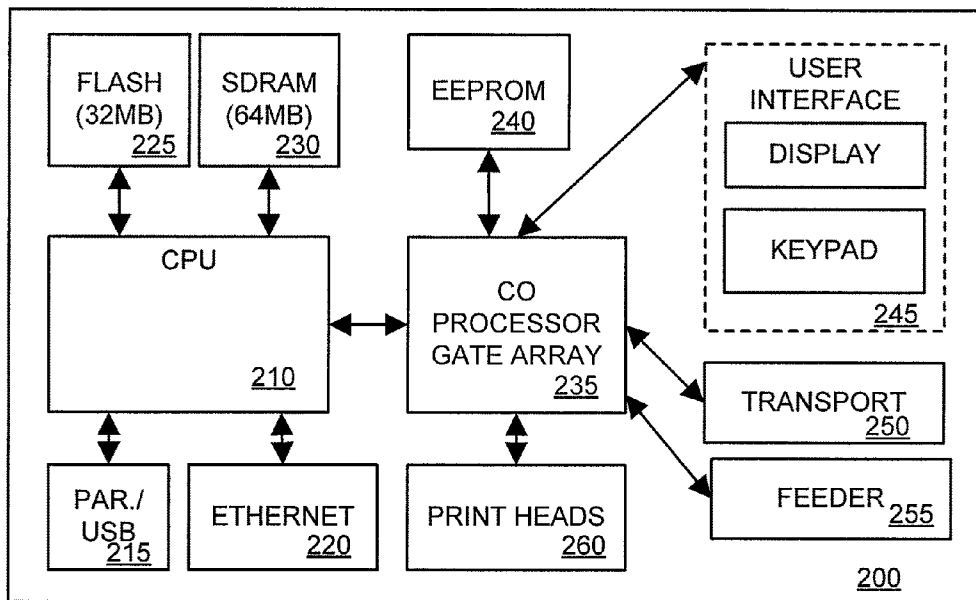 FLASH
(32MB)
225
SDRAM
(64MB)
230
EEPROM
240
USER
INTERFACE
DISPLAY
KEYPAD
245
CPU
210
CO
PROCESSOR
GATE ARRAY
235
TRANSPORT
250
FEEDER
255
PAR./
USB
215
ETHERNET
220
PRINT HEADS
260
200